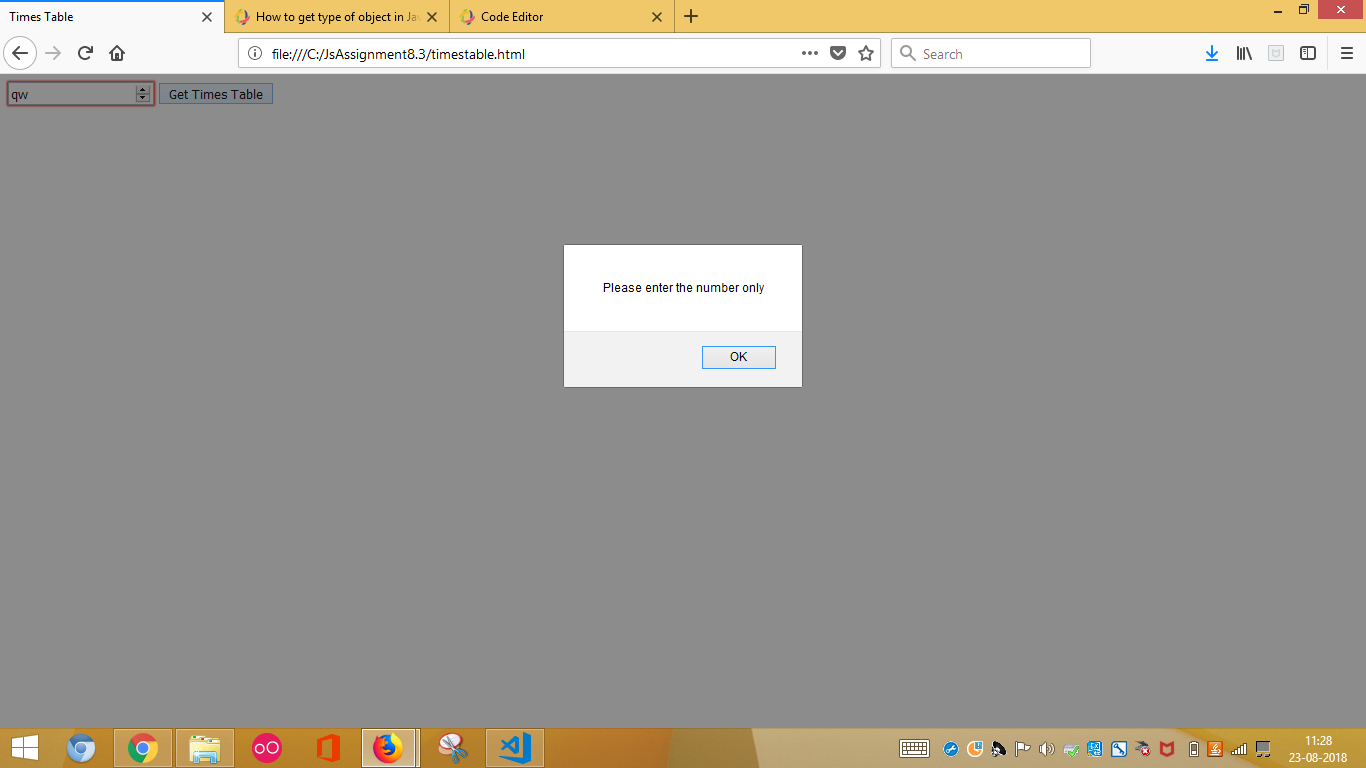 Times Table
How to get type of object in Ja
Code Editor
file:///C:/JsAssignment8.3/timestable.html
Search
qw
Get Times Table
Please enter the number only
OK
11:28
23-08-2018